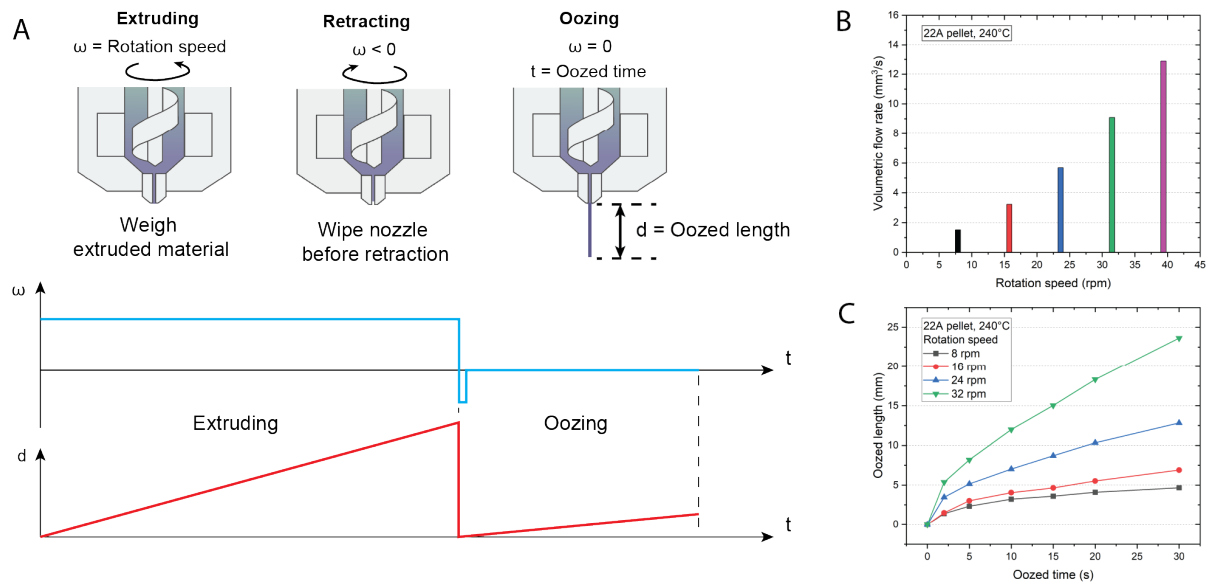 A
Extruding
ω = Rotation speed
Weigh
extruded material
Retracting
ω < 0
Wipe nozzle
before retraction
Oozing
ω = 0
t = Oozed time
d = Oozed length
ω
t
Extruding
Oozing
d
t
B
22A pellet, 240°C
Volumetric flow rate (mm³/s)
16
14
12
10
8
6
4
2
0
0 5 10 15 20 25 30 35 40 45
Rotation speed (rpm)
C
22A pellet, 240°C
Rotation speed
8 rpm
16 rpm
24 rpm
32 rpm
Oozed length (mm)
25
20
15
10
5
0
0 5 10 15 20 25 30
Oozed time (s)